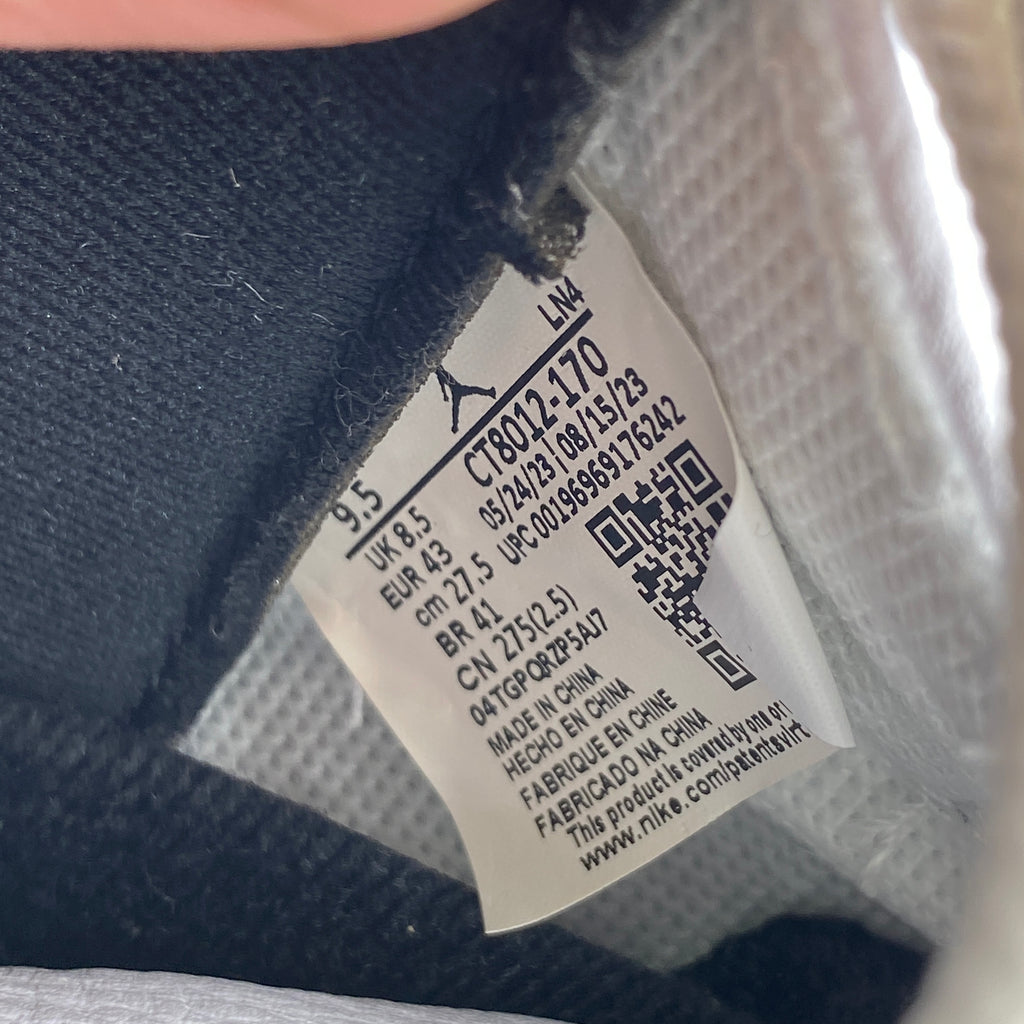 LN4
9.5
UK 8.5
EUR 43
cm 27.5
BR 41
CN 275(2.5)
CT8012-170
05/24/23|08/15/23
UPC 00196969176242
04TGPQRZP5AJ7
MADE IN CHINA
HECHO EN CHINA
FABRIQUE EN CHINE
FABRICADO NA CHINA
This product is covered by one or
www.nike.com/patentsvirt